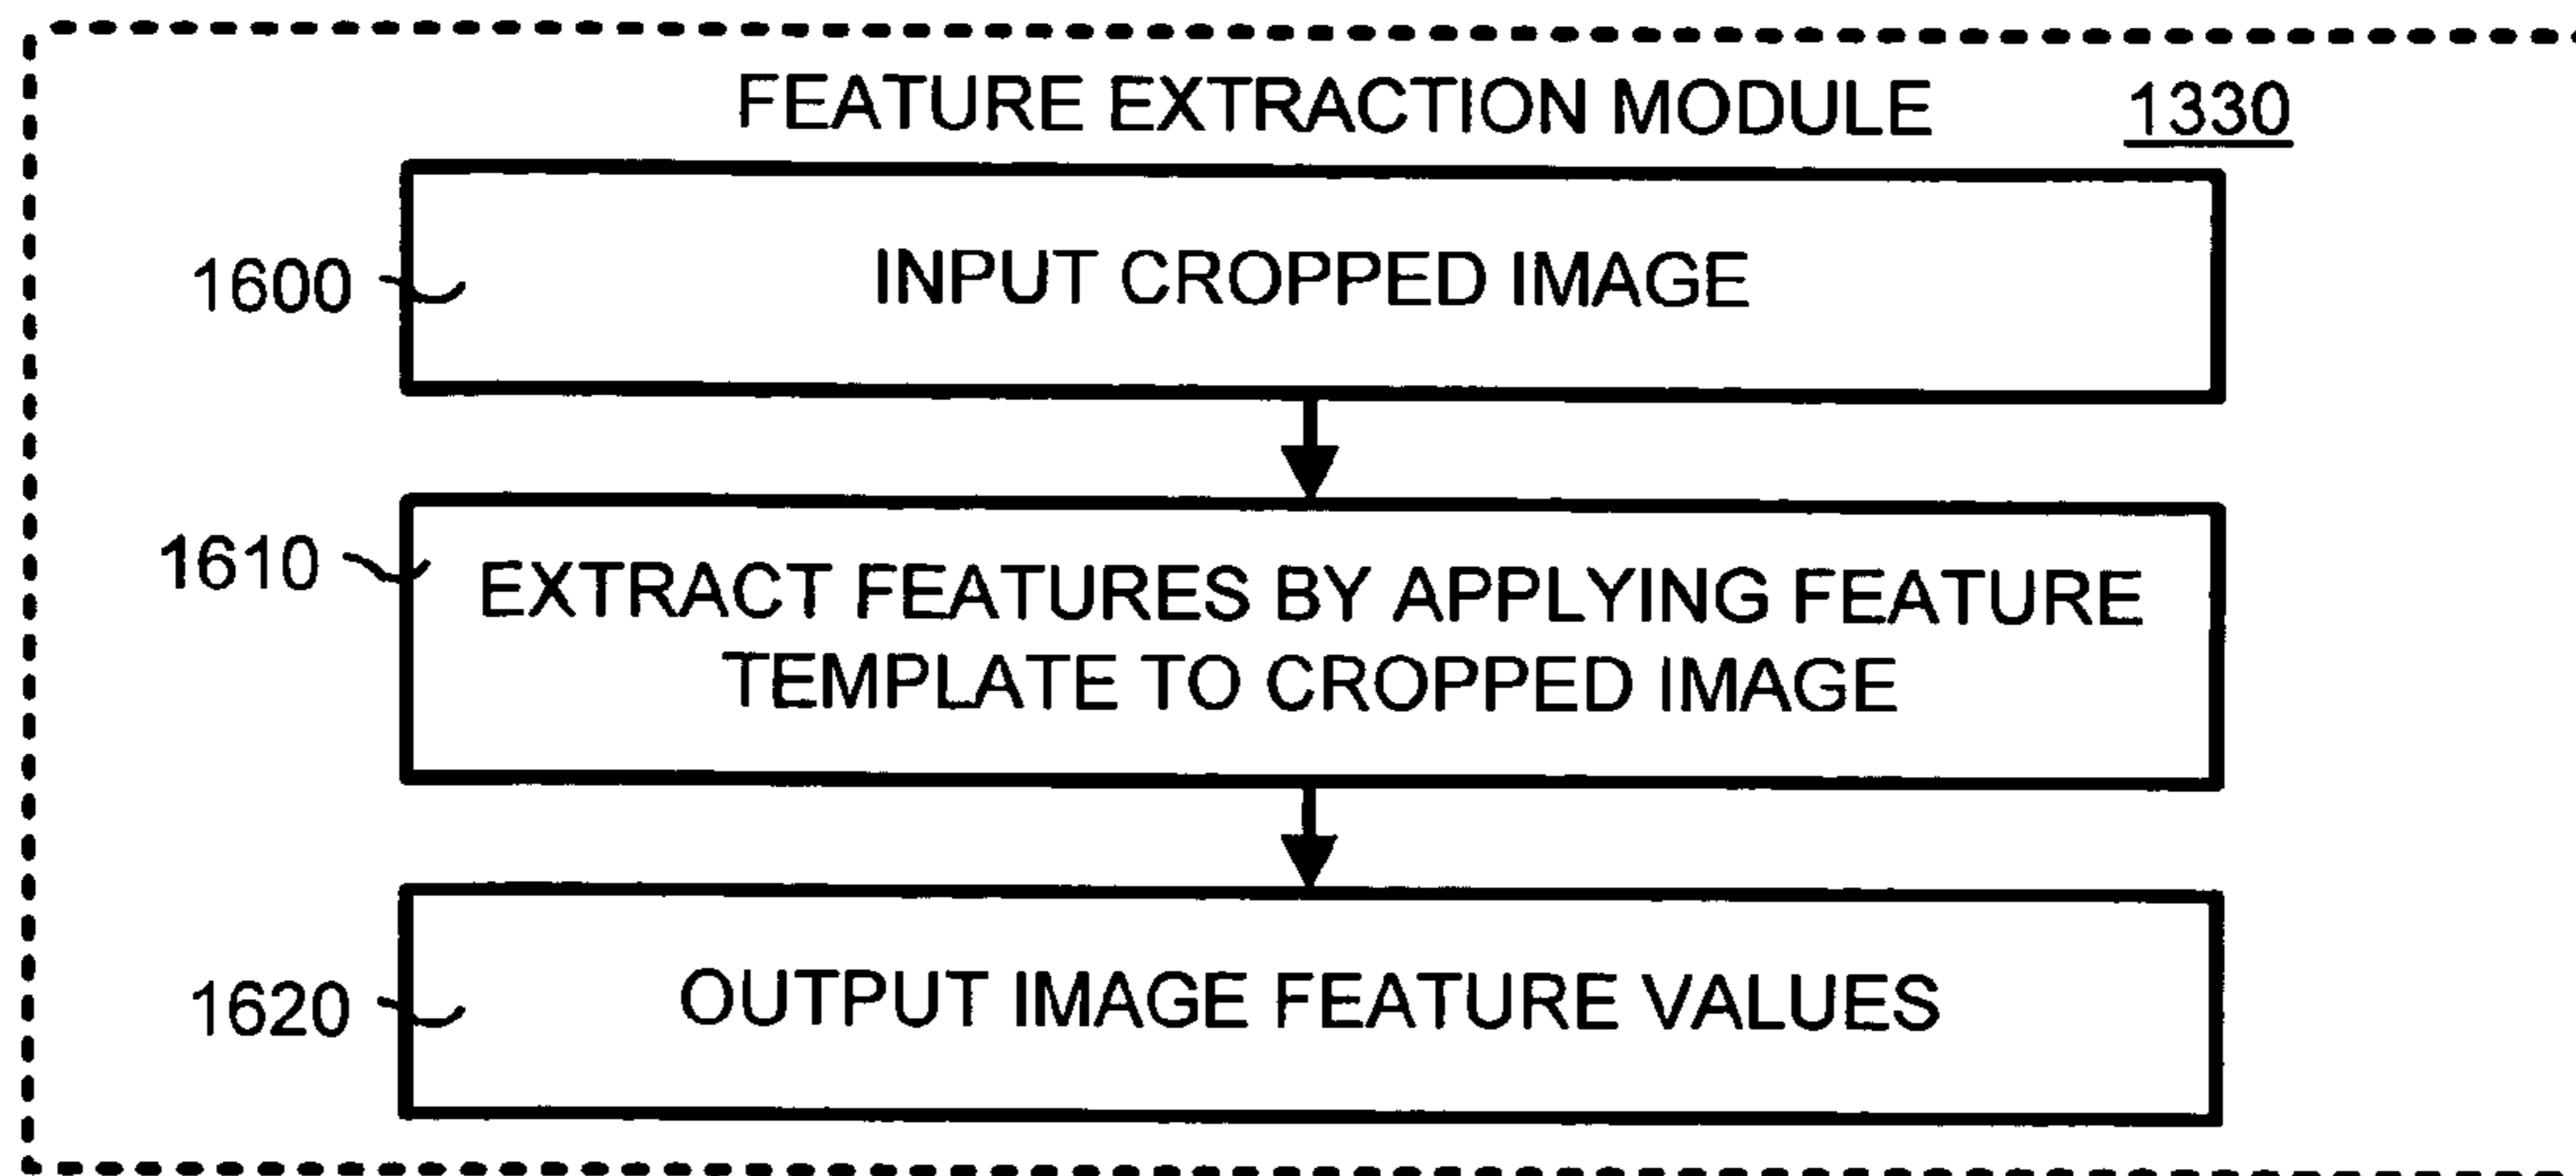 FEATURE EXTRACTION MODULE 1330
1600 INPUT CROPPED IMAGE
1610 EXTRACT FEATURES BY APPLYING FEATURE
TEMPLATE TO CROPPED IMAGE
1620 OUTPUT IMAGE FEATURE VALUES